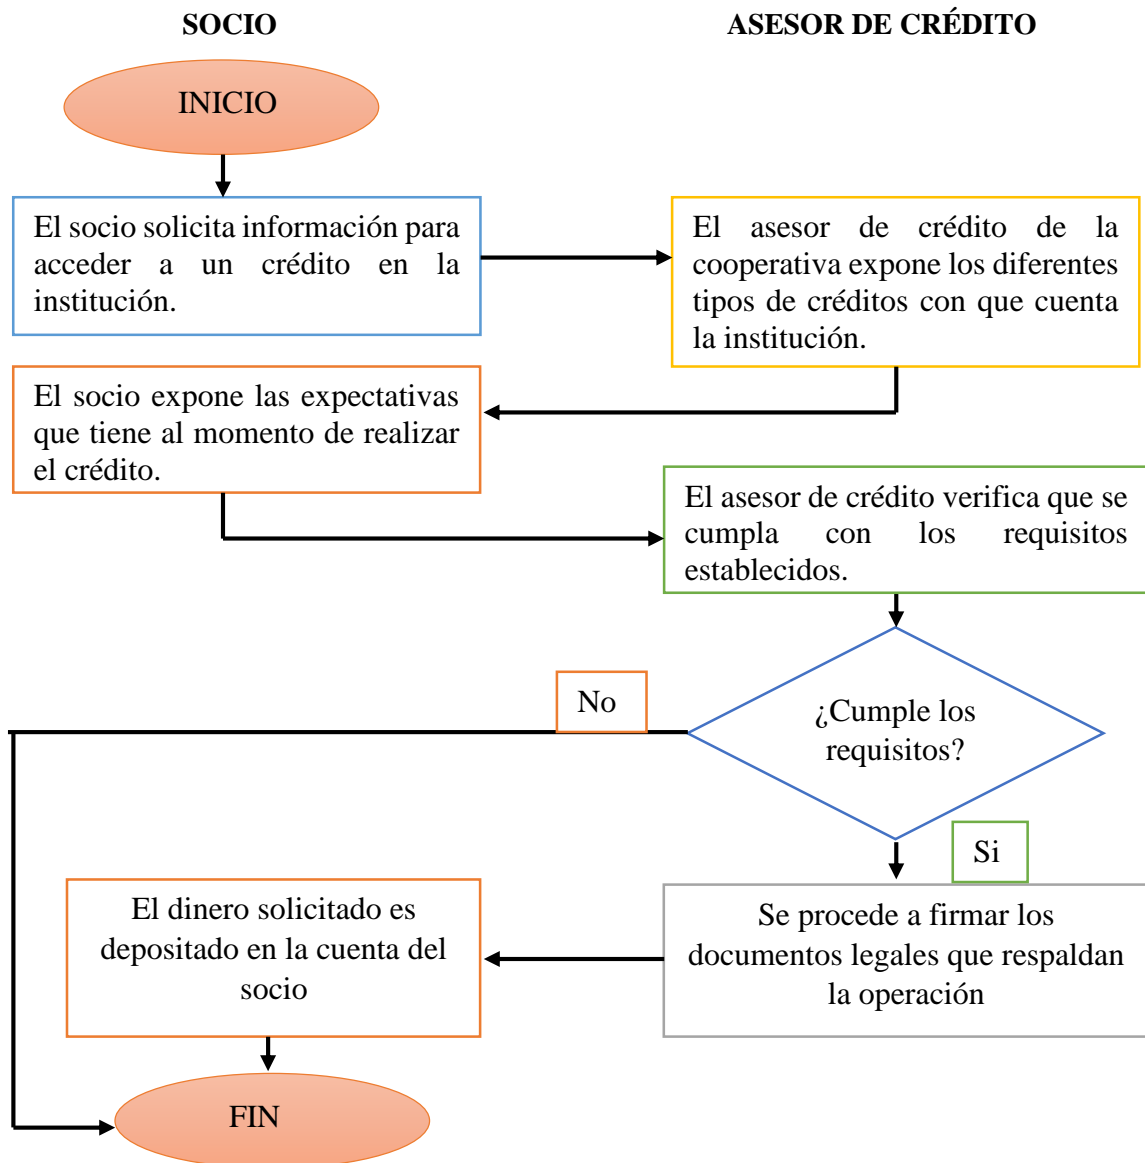 SOCIO
ASESOR DE CRÉDITO
INICIO
El socio solicita información para
acceder a un crédito en la
institución.
El asesor de crédito de la
cooperativa expone los diferentes
tipos de créditos con que cuenta
la institución.
El socio expone las expectativas
que tiene al momento de realizar
el crédito.
El asesor de crédito verifica que se
cumpla con los requisitos
establecidos.
¿Cumple los
requisitos?
No
Si
Se procede a firmar los
documentos legales que respaldan
la operación
El dinero solicitado es
depositado en la cuenta del
socio
FIN